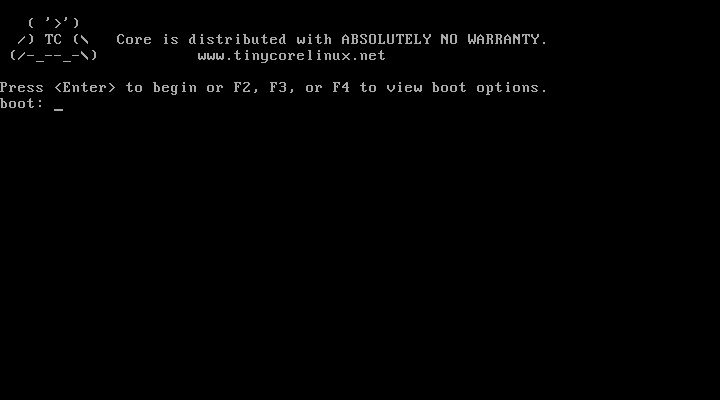 ( '>')
  /) TC (\   Core is distributed with ABSOLUTELY NO WARRANTY.
 (/-_--_-\)           www.tinycorelinux.net

Press <Enter> to begin or F2, F3, or F4 to view boot options.
boot: _